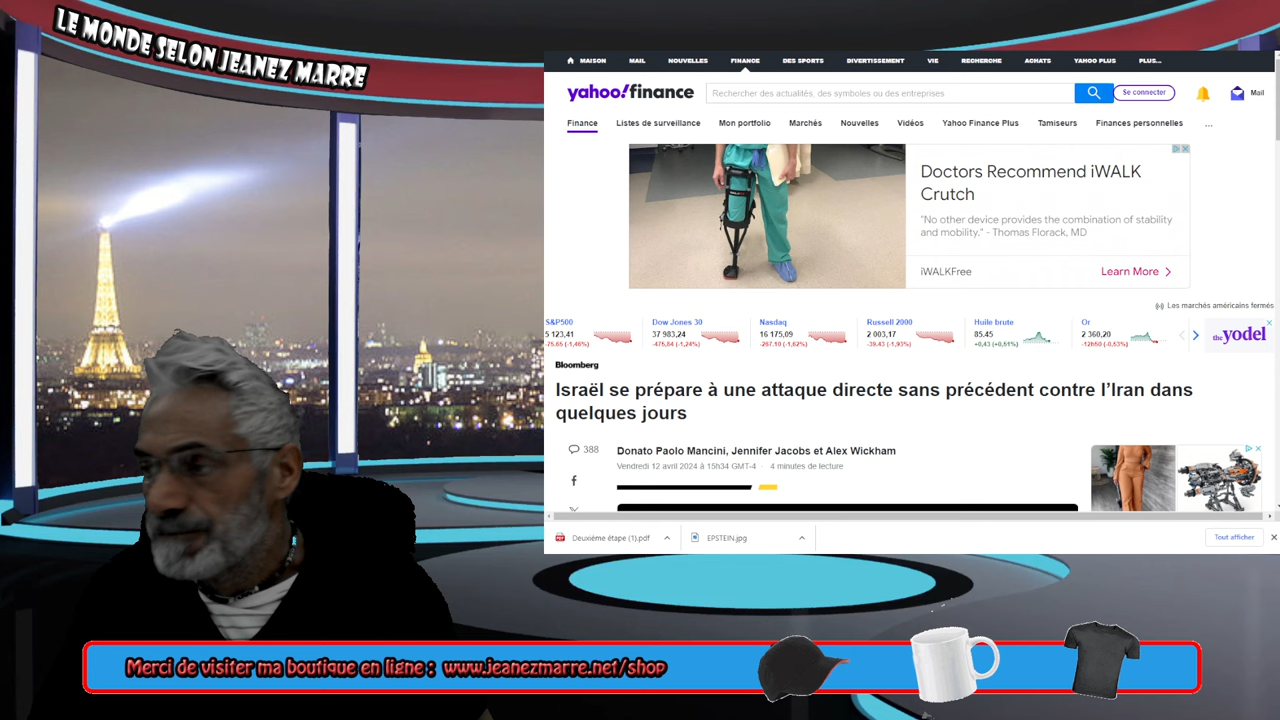 LE MONDE SELON JEANEZ MARRE
MAISON MAIL NOUVELLES FINANCE DES SPORTS DIVERTISSEMENT VIE RECHERCHE ACHATS YAHOO PLUS PLUS...
yahoo!finance
Rechercher des actualités, des symboles ou des entreprises
Se connecter
Mail
Finance Listes de surveillance Mon portfolio Marchés Nouvelles Vidéos Yahoo Finance Plus Tamiseurs Finances personnelles ...
Doctors Recommend iWALK
Crutch
"No other device provides the combination of stability
and mobility." - Thomas Florack, MD
iWALKFree
Learn More
Les marchés américains fermés
S&P500 Dow Jones 30 Nasdaq Russell 2000 Huile brute Or
5 123,41 37 983,24 16 175,09 2 003,17 85.45 2 360,20
-75.65 (-1,46%) -475,84 (-1,24%) -267.10 (-1,62%) -39,43 (-1,93%) +0,43 (+0,51%) -12650 (-0,53%)
the yodel
Bloomberg
Israël se prépare à une attaque directe sans précédent contre l'Iran dans
quelques jours
388
Donato Paolo Mancini, Jennifer Jacobs et Alex Wickham
Vendredi 12 avril 2024 à 15h34 GMT-4 · 4 minutes de lecture
Deuxième étape (1).pdf
EPSTEIN.jpg
Tout afficher
Merci de visiter ma boutique en ligne : www.jeanezmarre.net/shop